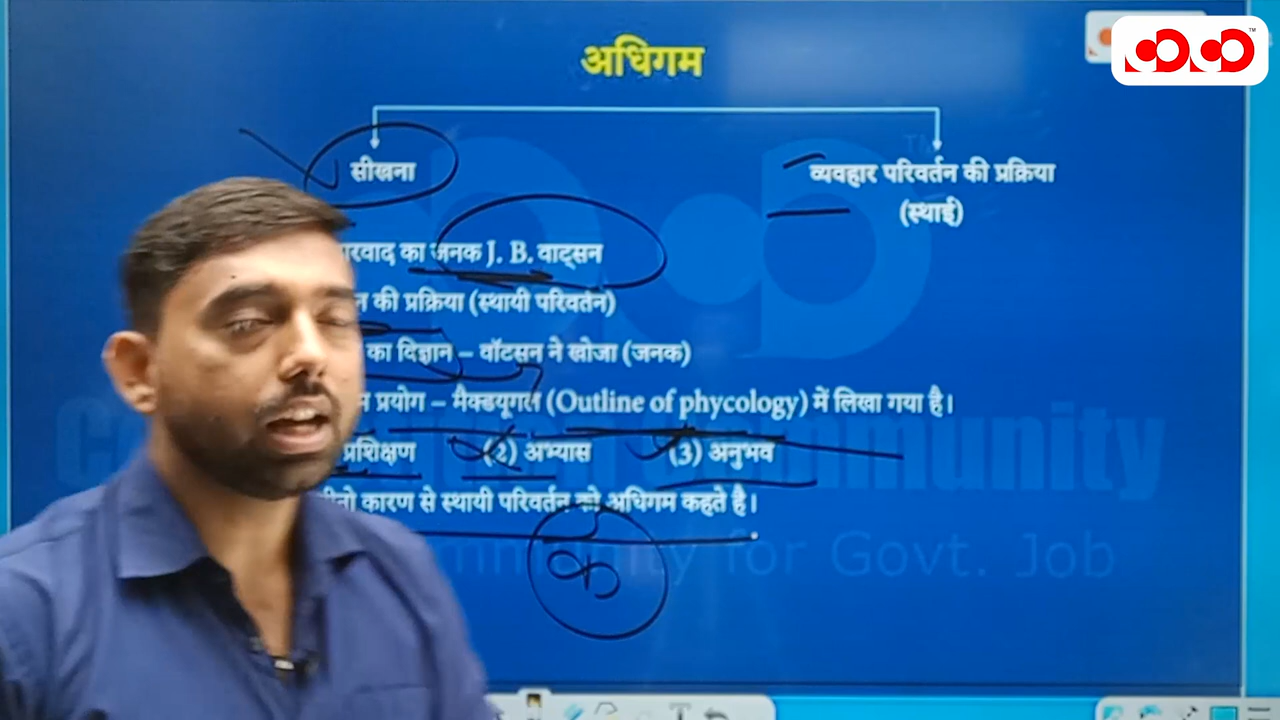 अधिगम
सीखना
व्यवहार परिवर्तन की प्रक्रिया
(स्थाई)
का जनक J. B. वाट्सन
की प्रक्रिया (स्थायी परिवर्तन)
का विज्ञान – वॉटसन ने खोजा (जनक)
प्रयोग – मैक्डयूगल (Outline of phycology) में लिखा गया है।
प्रशिक्षण (2) अभ्यास (3) अनुभव
कारण से स्थायी परिवर्तन को अधिगम कहते है।
for Govt. Job